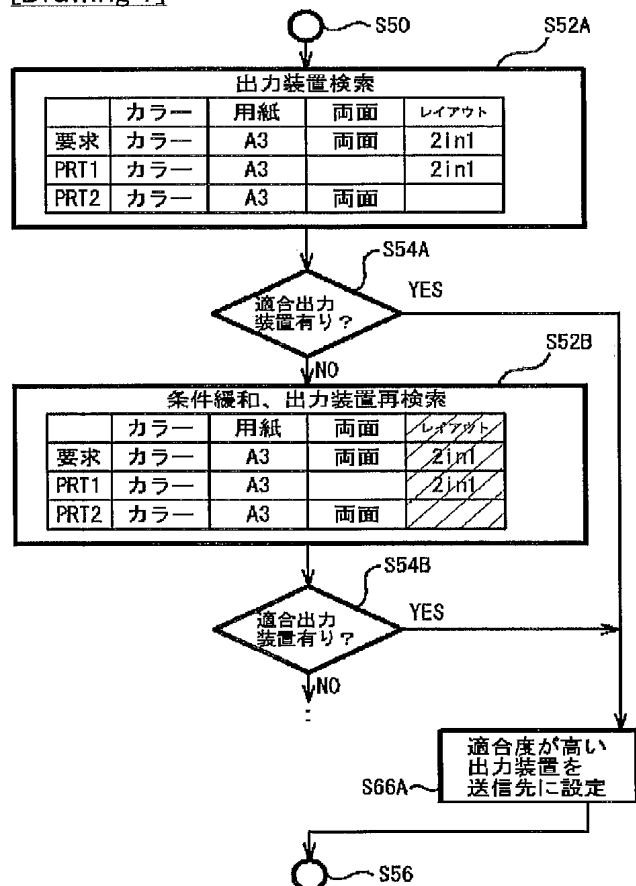 S50
S52A
出力装置検索
カラー 用紙 両面 レイアウト
要求 カラー A3 両面 2in1
PRT1 カラー A3 2in1
PRT2 カラー A3 両面
S54A
適合出力
装置有り?
YES
NO
S52B
条件緩和、出力装置再検索
カラー 用紙 両面 レイアウト
要求 カラー A3 両面 2in1
PRT1 カラー A3 2in1
PRT2 カラー A3 両面
S54B
適合出力
装置有り?
YES
NO
:
適合度が高い
出力装置を
送信先に設定
S66A
S56